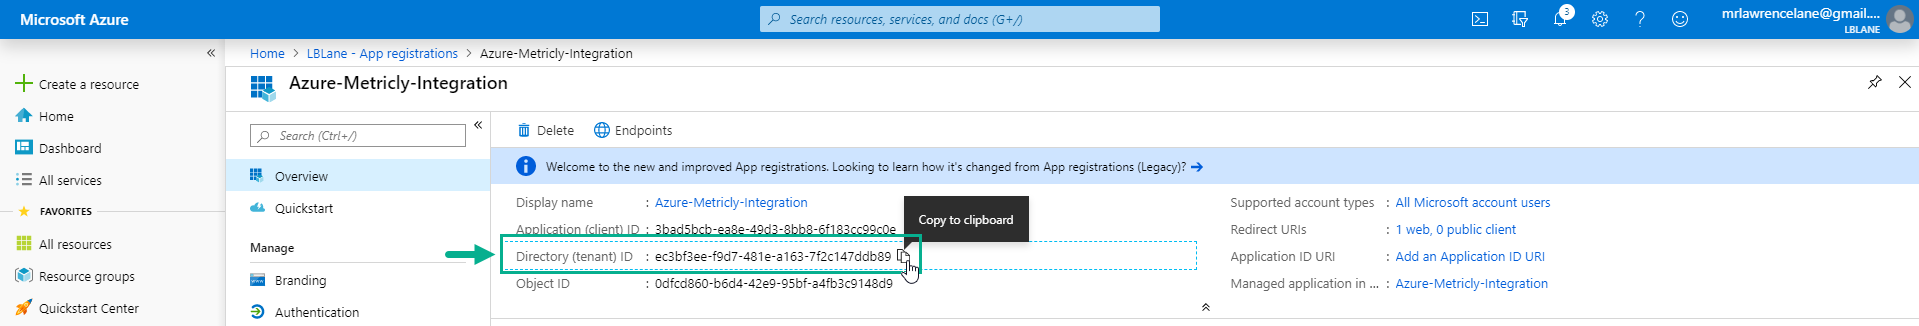 Microsoft Azure
Search resources, services, and docs (G+/)
3
mrlawrencelane@gmail....
LBLANE
«
Create a resource
Home
Dashboard
All services
FAVORITES
All resources
Resource groups
Quickstart Center
Home > LBLane - App registrations > Azure-Metricly-Integration
Azure-Metricly-Integration
Search (Ctrl+/)
«
Overview
Quickstart
Manage
Branding
Authentication
Delete
Endpoints
Welcome to the new and improved App registrations. Looking to learn how it's changed from App registrations (Legacy)?
Display name : Azure-Metricly-Integration
Copy to clipboard
Application (client) ID : 3bad5bcb-ea8e-49d3-8bb8-6f183cc99c0e
Directory (tenant) ID : ec3bf3ee-f9d7-481e-a163-7f2c147ddb89
Object ID : 0dfcd860-b6d4-42e9-95bf-a4fb3c9148d9
Supported account types : All Microsoft account users
Redirect URIs : 1 web, 0 public client
Application ID URI : Add an Application ID URI
Managed application in ... : Azure-Metricly-Integration